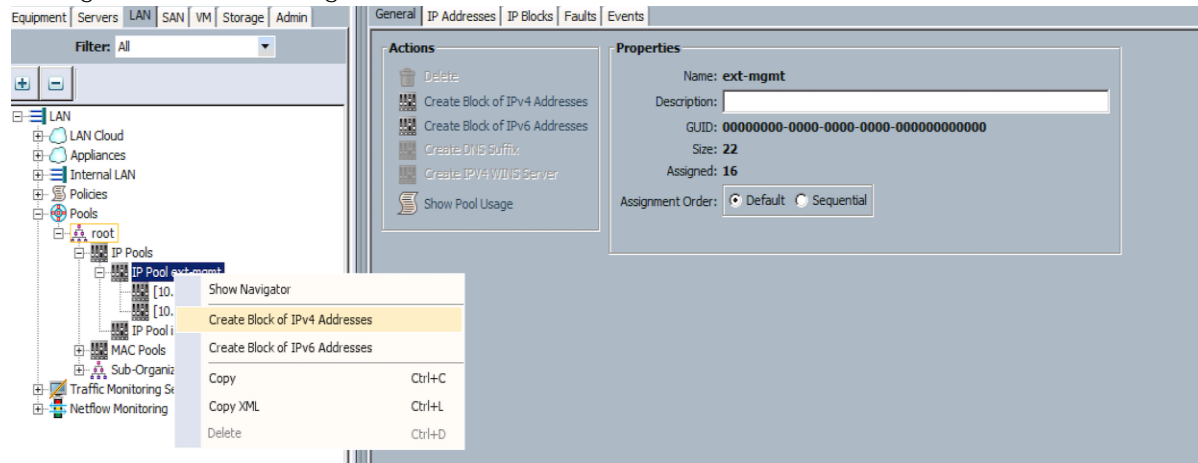 Equipment Servers LAN SAN VM Storage Admin
Filter: All
LAN
LAN Cloud
Appliances
Internal LAN
Policies
Pools
root
IP Pools
IP Pool ext-mgmt
[10.
[10.
IP Pool i
MAC Pools
Sub-Organiz
Traffic Monitoring Se
Netflow Monitoring
Show Navigator
Create Block of IPv4 Addresses
Create Block of IPv6 Addresses
Copy Ctrl+C
Copy XML Ctrl+L
Delete Ctrl+D
General IP Addresses IP Blocks Faults Events
Actions
Delete
Create Block of IPv4 Addresses
Create Block of IPv6 Addresses
Create DNS Suffix
Create IPV4 WINS Server
Show Pool Usage
Properties
Name: ext-mgmt
Description:
GUID: 00000000-0000-0000-0000-000000000000
Size: 22
Assigned: 16
Assignment Order: Default Sequential